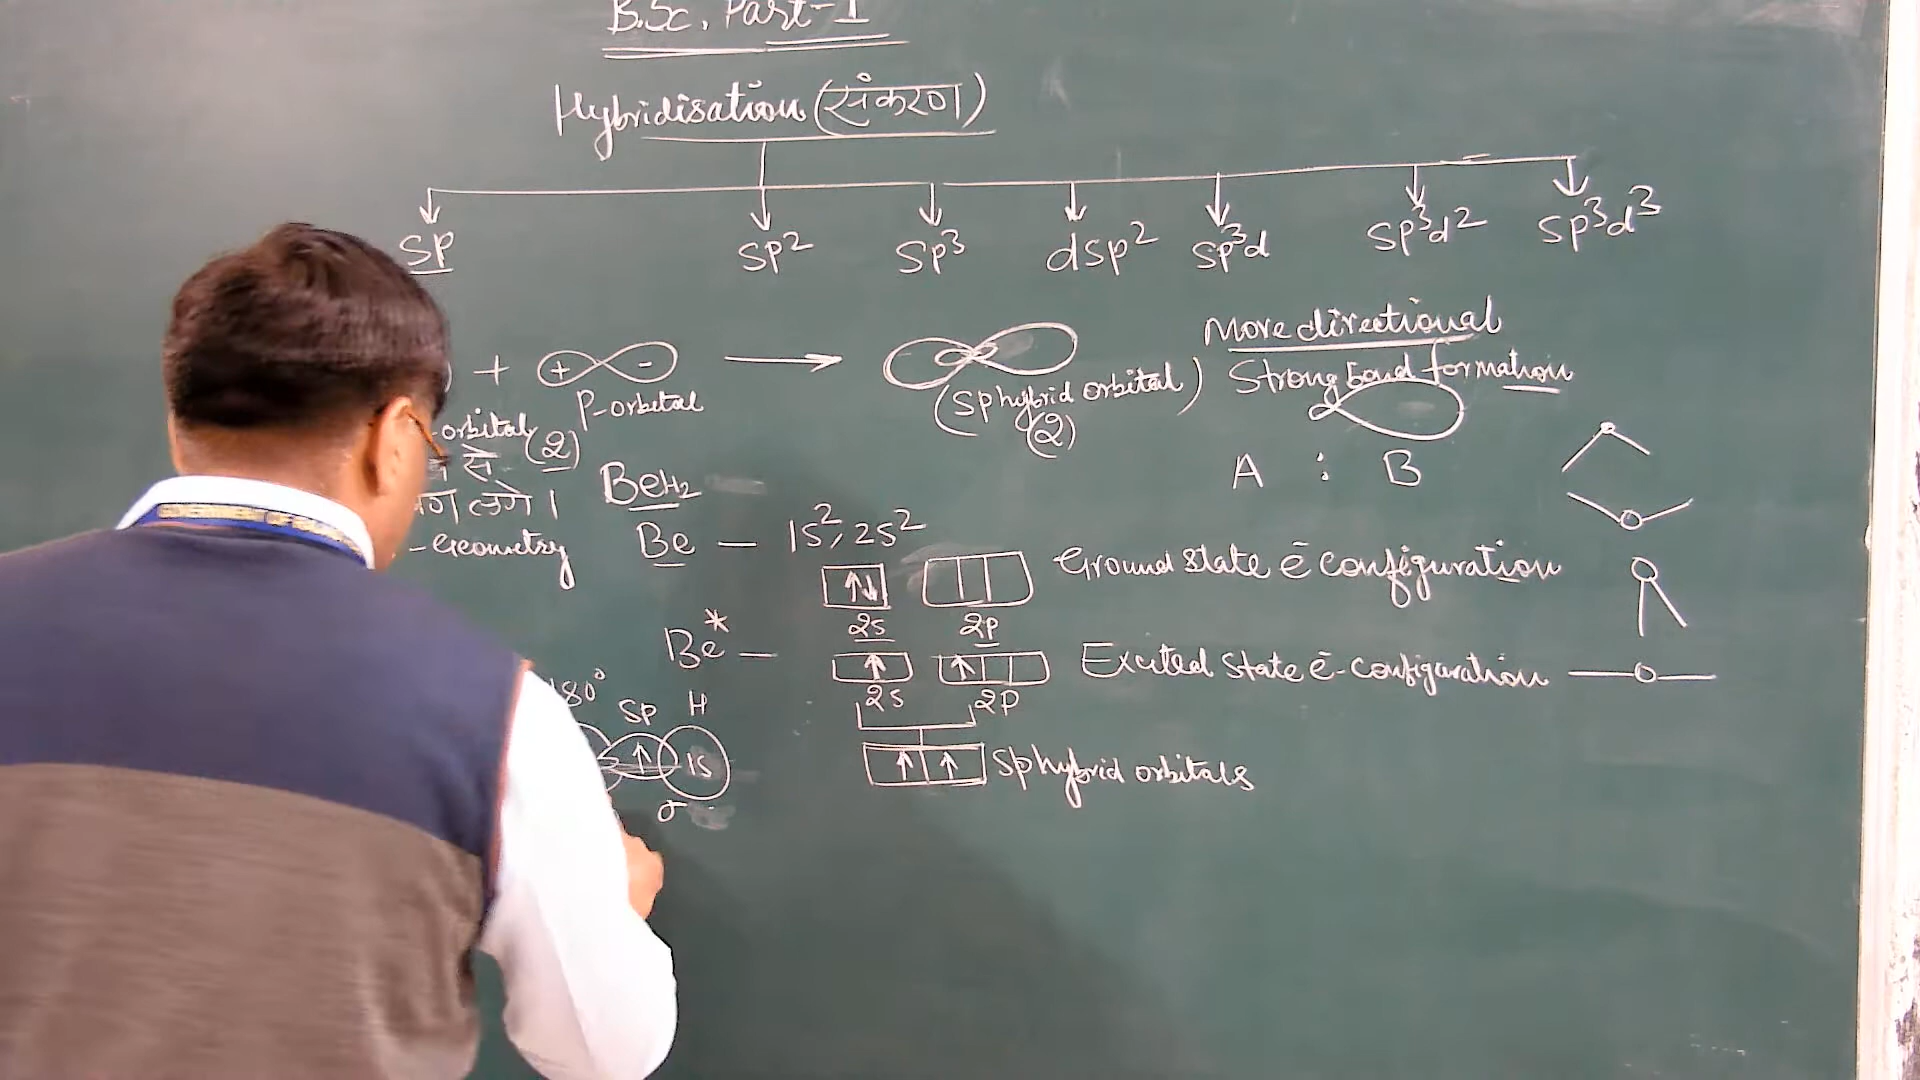 B.Sc. Part-I
Hybridisation (संकरण)
sp sp² sp³ dsp² sp³d sp³d² sp³d³
More directional
+ + - → Strong bond formation
p-orbital (sp hybrid orbital)
-orbital (2) (2)
से
लगे।
A : B
BeH₂
-Geometry
Be — 1s², 2s²
↑↓ Ground State ē configuration
2s 2p
Be* — ↑ ↑ Excited State ē-configuration
2s 2p
180° sp H
↑ 1s
↑ ↑ sp hybrid orbitals
σ